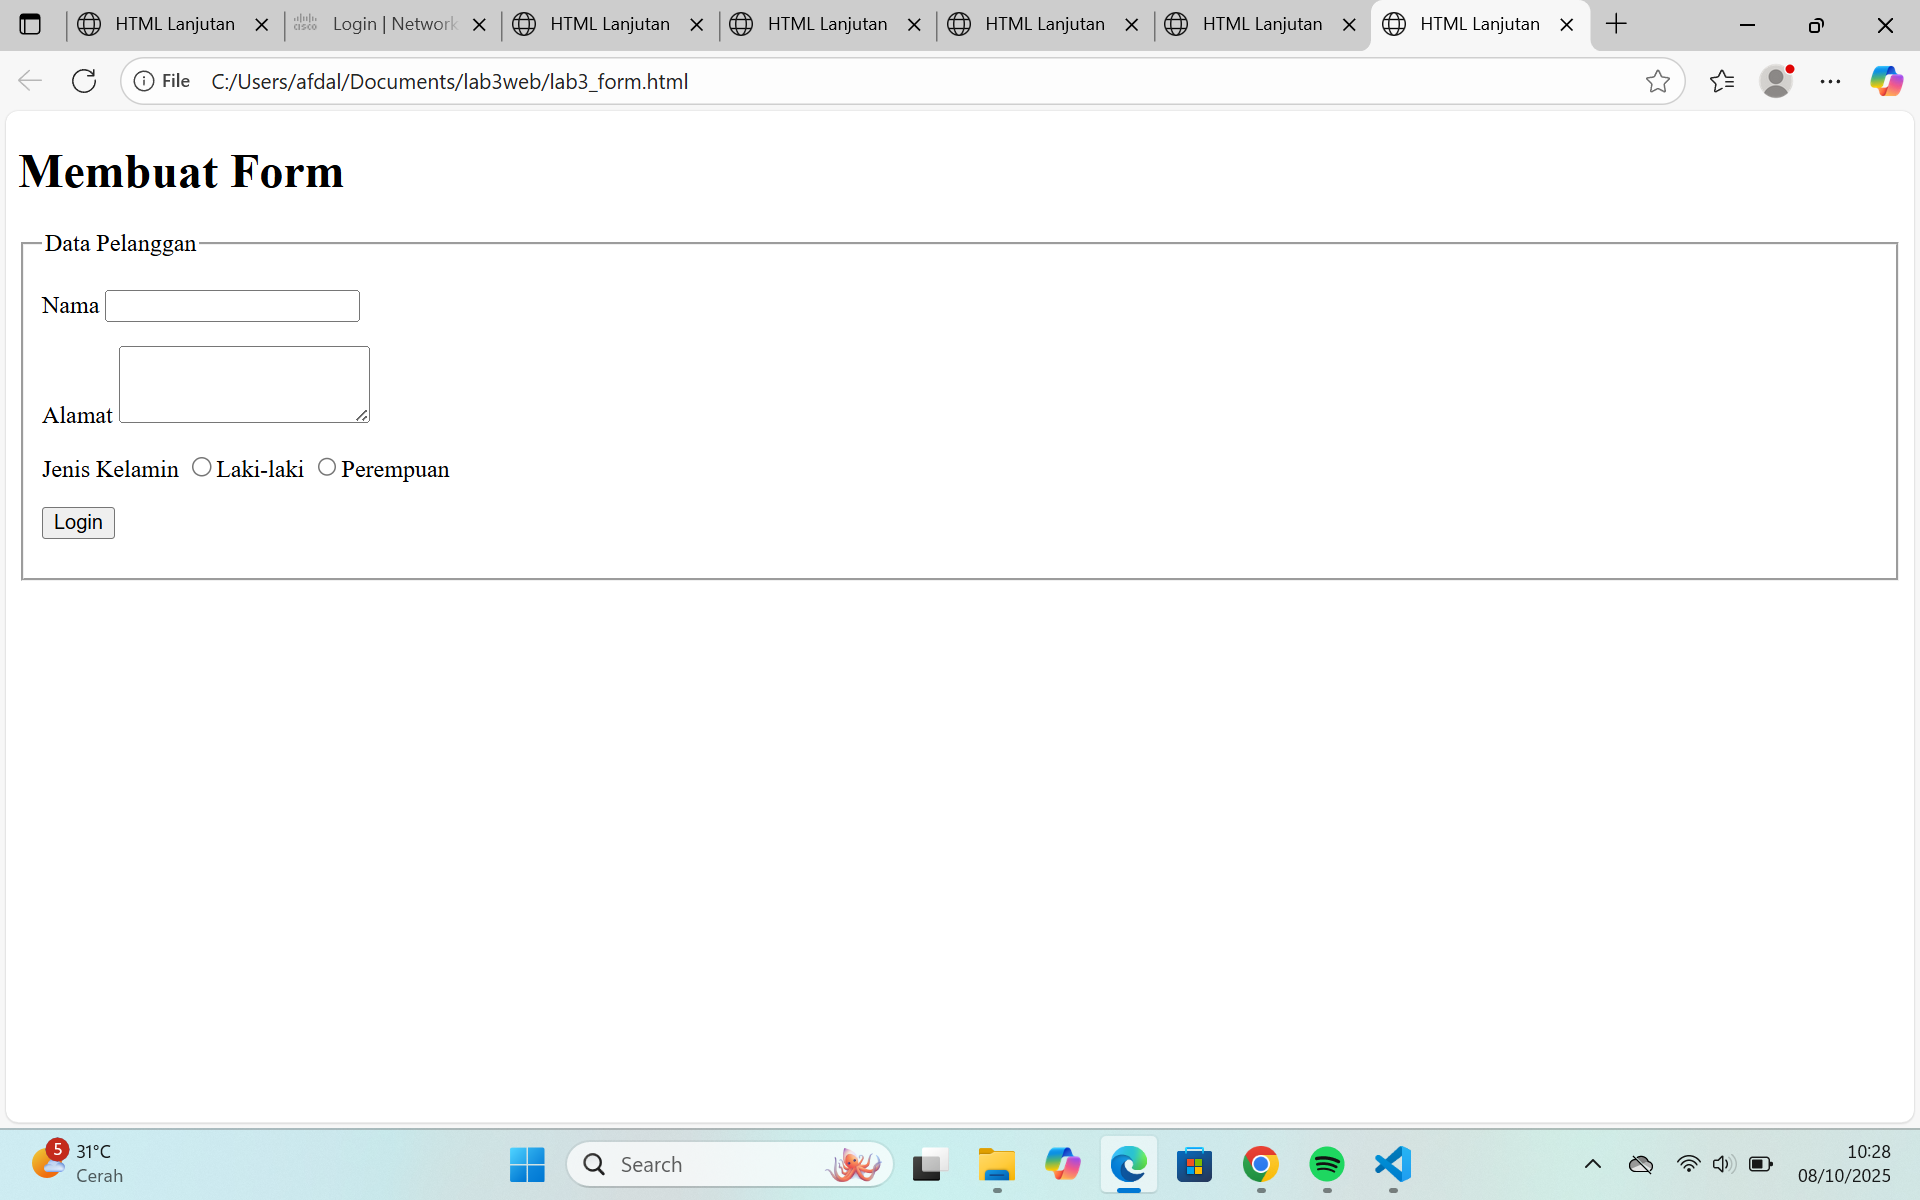 HTML Lanjutan
Login | Network
HTML Lanjutan
HTML Lanjutan
HTML Lanjutan
HTML Lanjutan
HTML Lanjutan
File C:/Users/afdal/Documents/lab3web/lab3_form.html
Membuat Form
Data Pelanggan
Nama
Alamat
Jenis Kelamin Laki-laki Perempuan
Login
5
31°C
Cerah
Search
10:28
08/10/2025